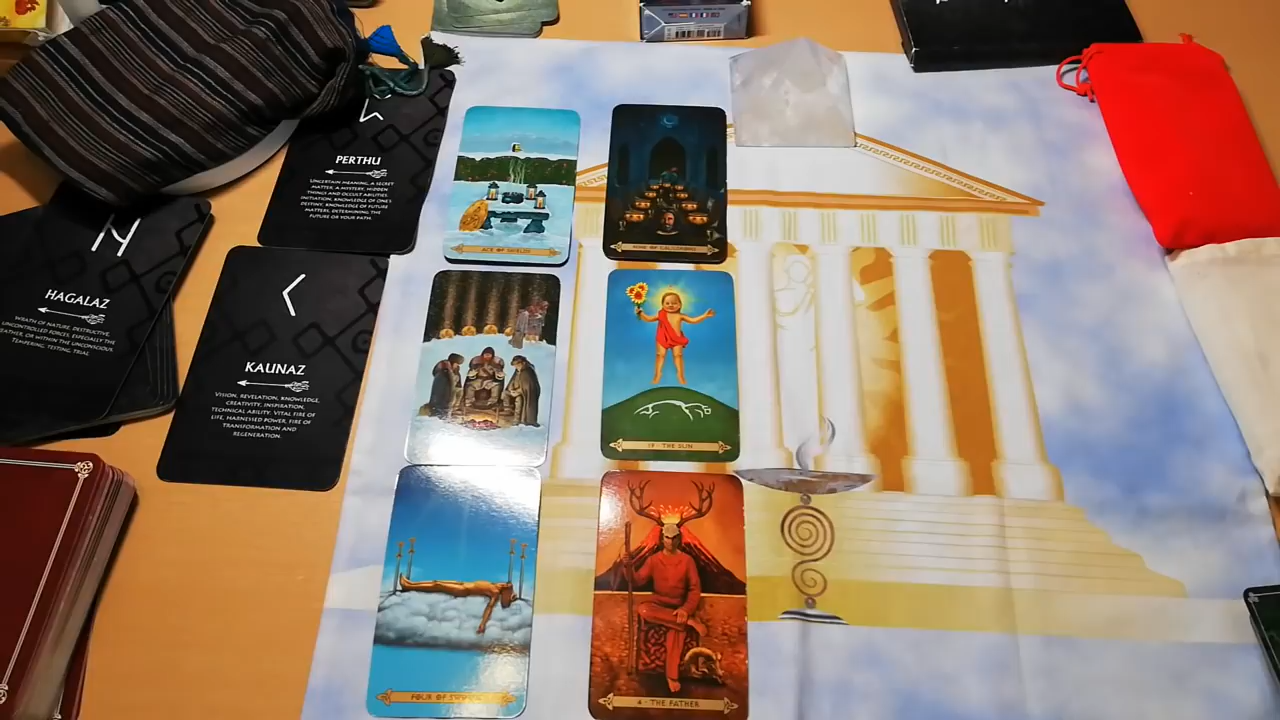 PERTHU
UNCERTAIN MEANING, A SECRET
MATTER, A MYSTERY, HIDDEN
THINGS AND OCCULT ABILITIES.
INITIATION, KNOWLEDGE OF ONE'S
DESTINY, KNOWLEDGE OF FUTURE
MATTERS, DETERMINING THE
FUTURE OR YOUR PATH.
HAGALAZ
WRATH OF NATURE, DESTRUCTIVE,
UNCONTROLLED FORCES, ESPECIALLY THE
OR WITHIN THE UNCONSCIOUS.
TEMPERING, TESTING, TRIAL.
KAUNAZ
VISION, REVELATION, KNOWLEDGE,
CREATIVITY, INSPIRATION,
TECHNICAL ABILITY. VITAL FIRE OF
LIFE, HARNESSED POWER, FIRE OF
TRANSFORMATION AND
REGENERATION.
ACE OF SHIELDS
NINE OF CAULDRONS
19 - THE SUN
FOUR OF
4 - THE FATHER